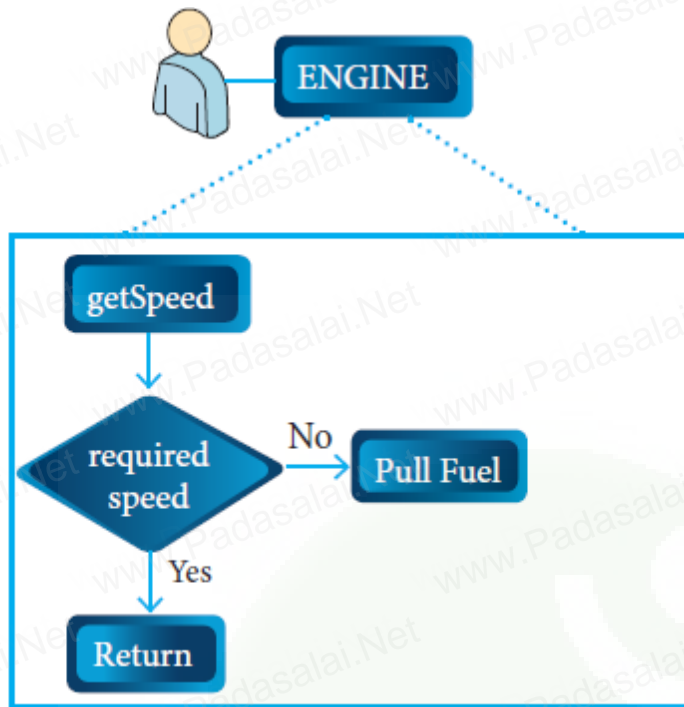 ENGINE
getSpeed
required
speed
No
Pull Fuel
Yes
Return
www.Padasalai.Net